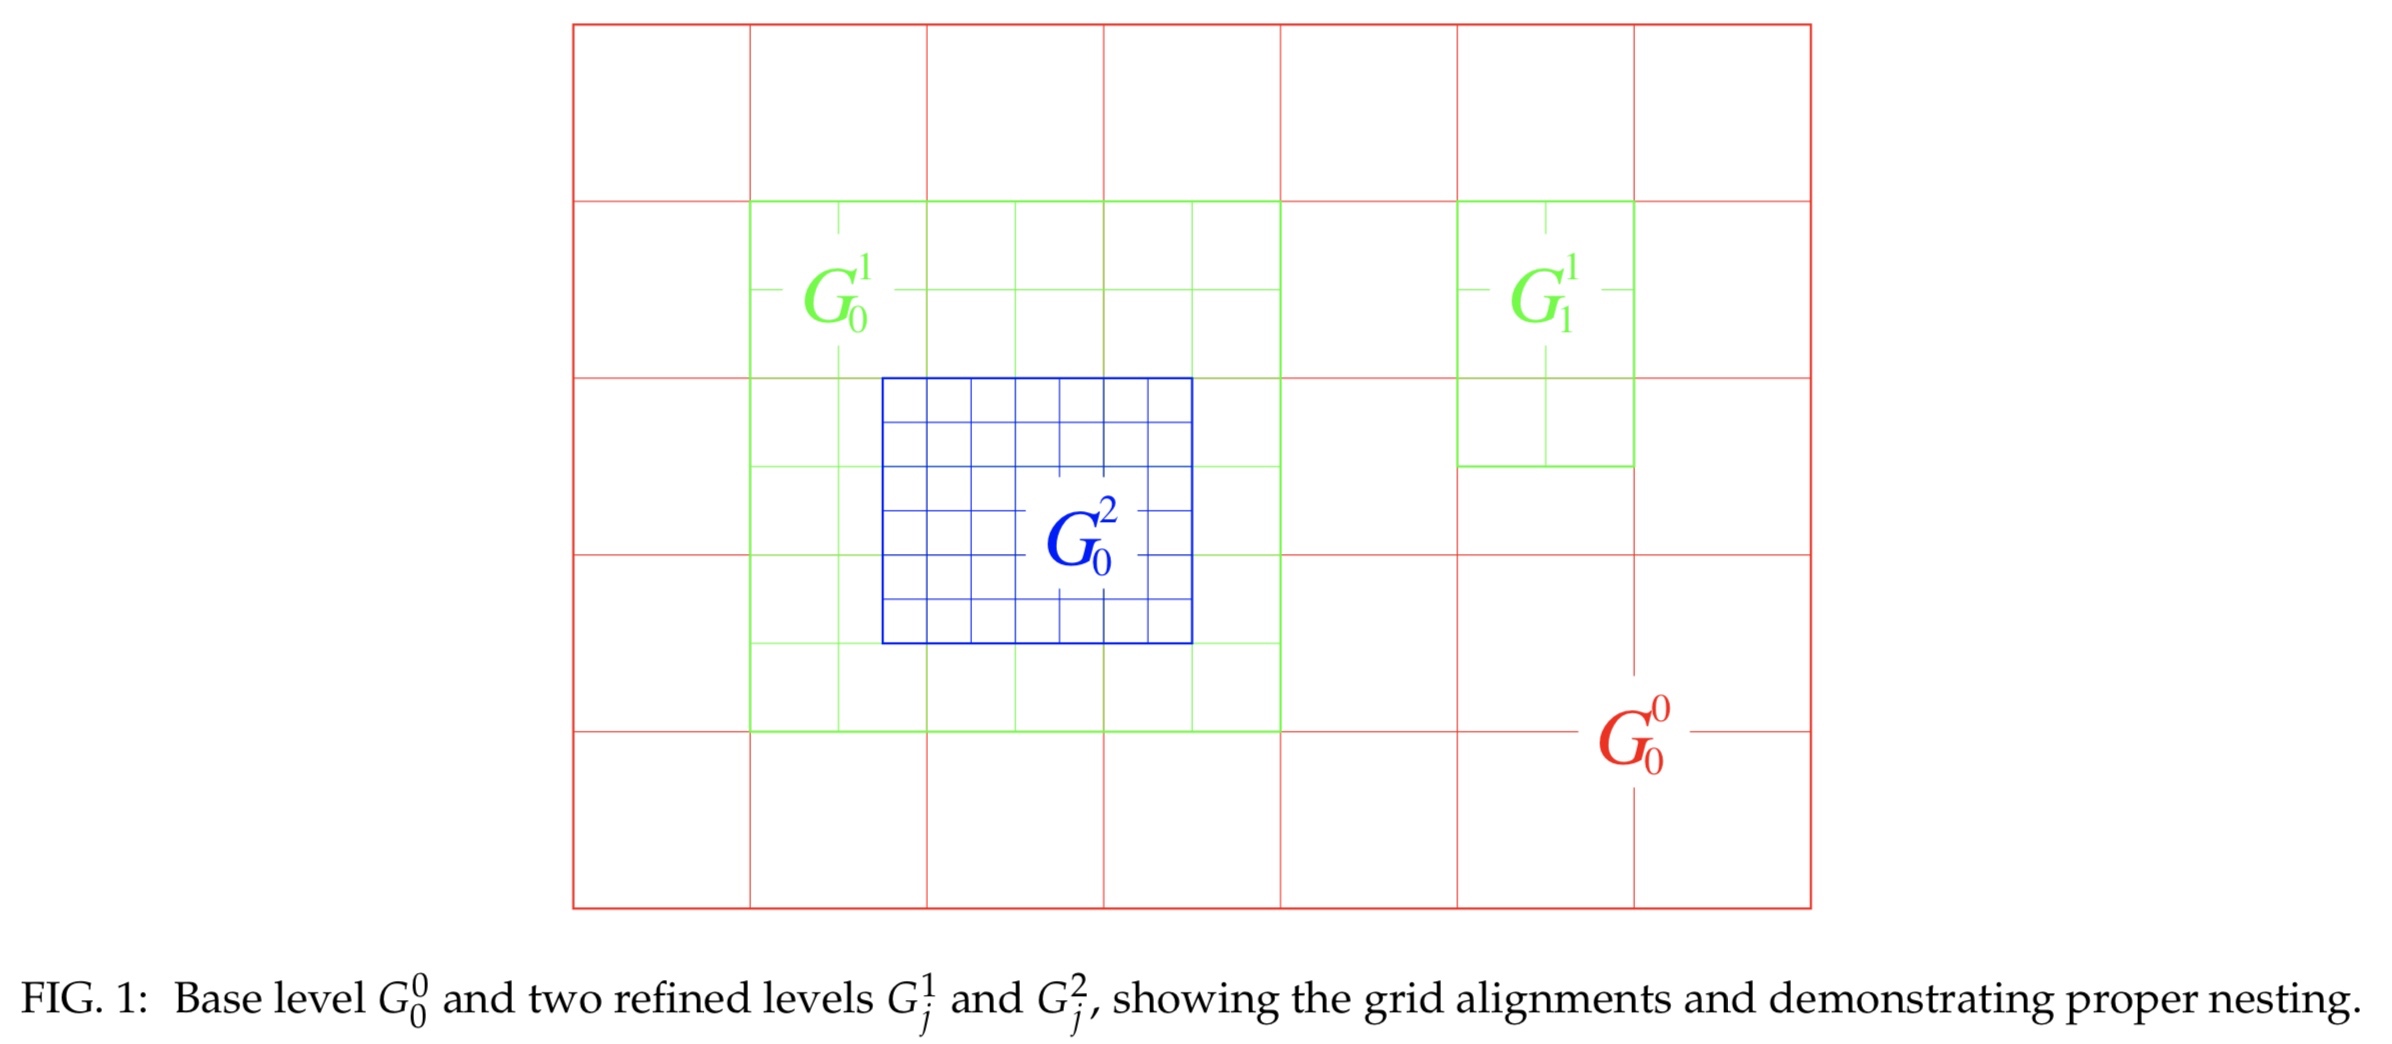 G_0^1
G_1^1
G_0^2
G_0^0
FIG. 1: Base level G_0^0 and two refined levels G_j^1 and G_j^2, showing the grid alignments and demonstrating proper nesting.